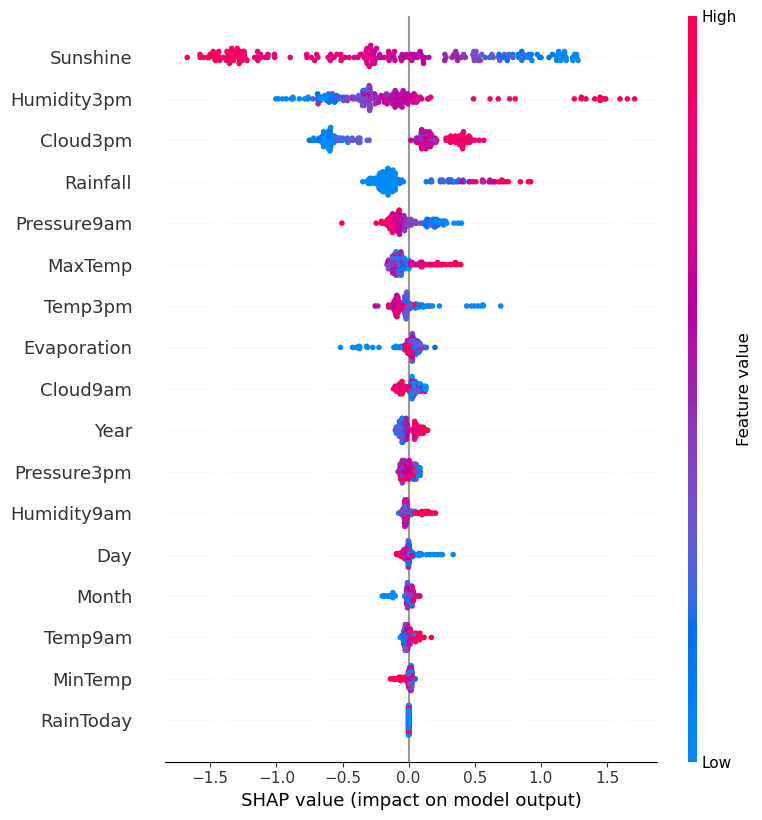 High
Sunshine
Humidity3pm
Cloud3pm
Rainfall
Pressure9am
MaxTemp
Temp3pm
Evaporation
Cloud9am
Year
Pressure3pm
Humidity9am
Day
Month
Temp9am
MinTemp
RainToday
Feature value
Low
−1.5 −1.0 −0.5 0.0 0.5 1.0 1.5
SHAP value (impact on model output)